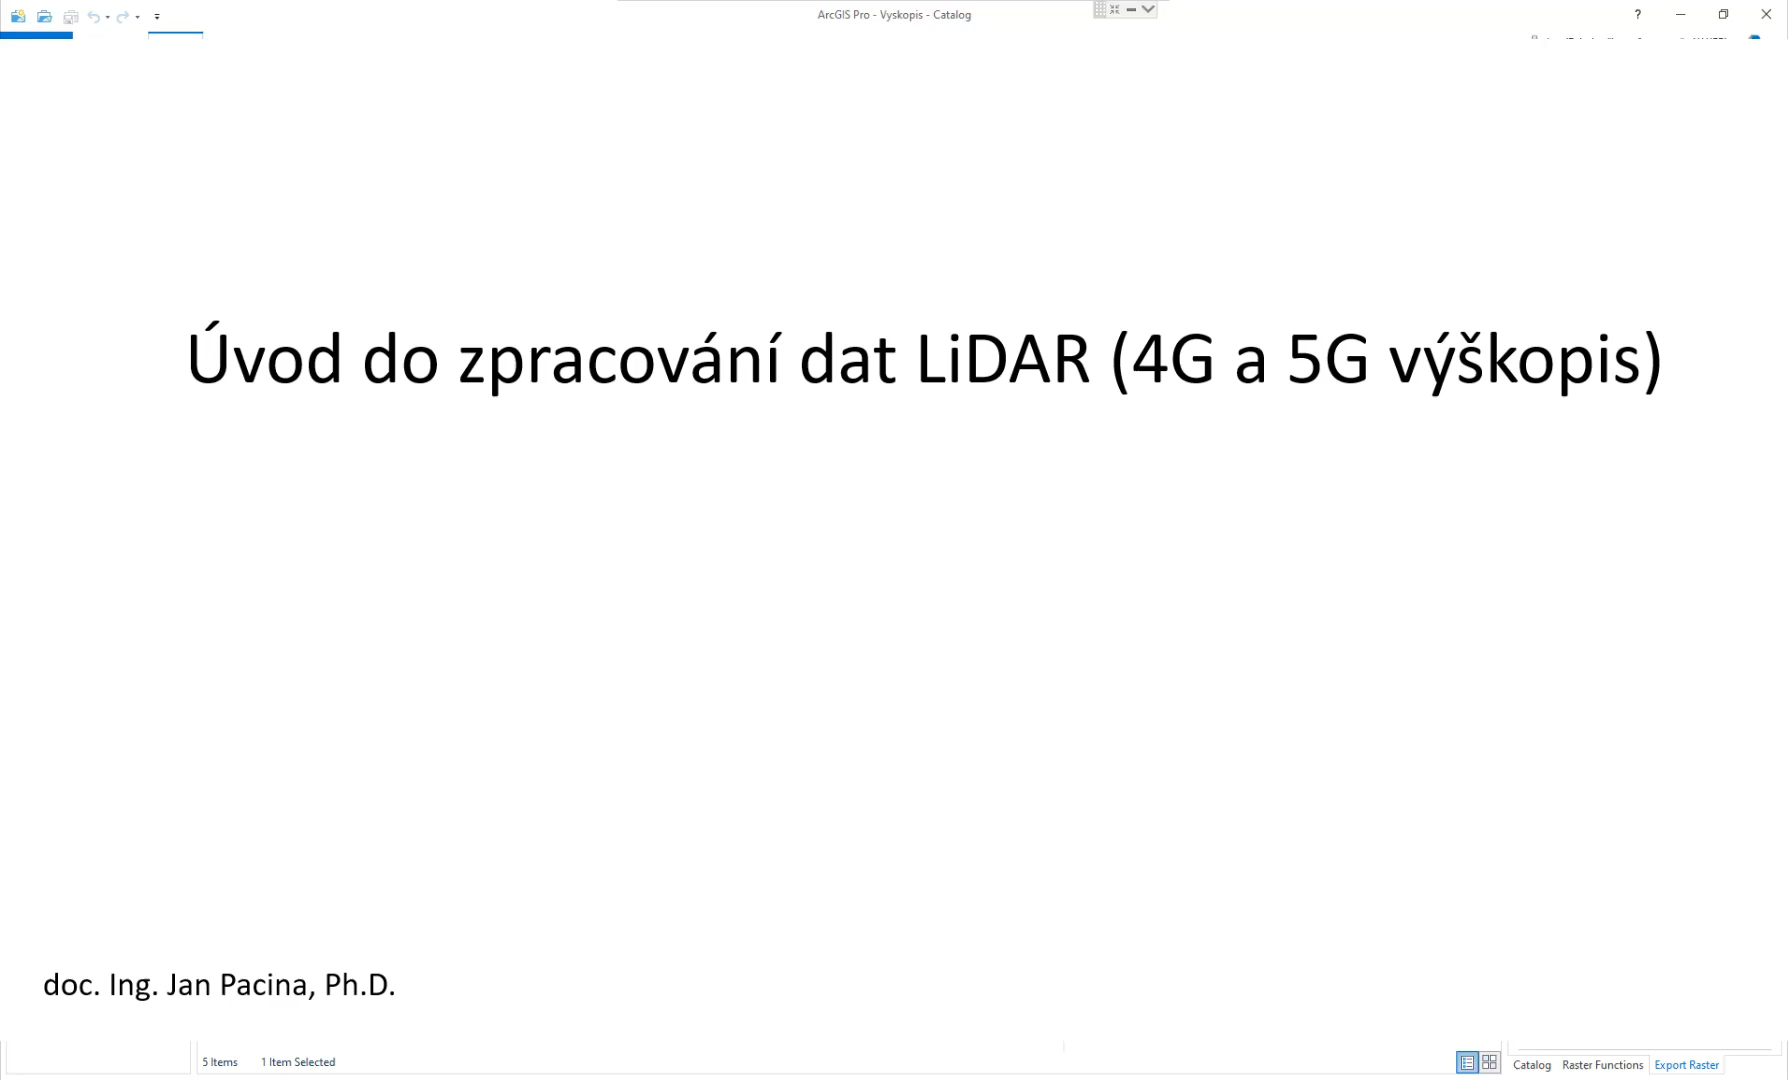 ArcGIS Pro - Vyskopis - Catalog
?
Úvod do zpracování dat LiDAR (4G a 5G výškopis)
doc. Ing. Jan Pacina, Ph.D.
5 Items 1 Item Selected
Catalog Raster Functions Export Raster